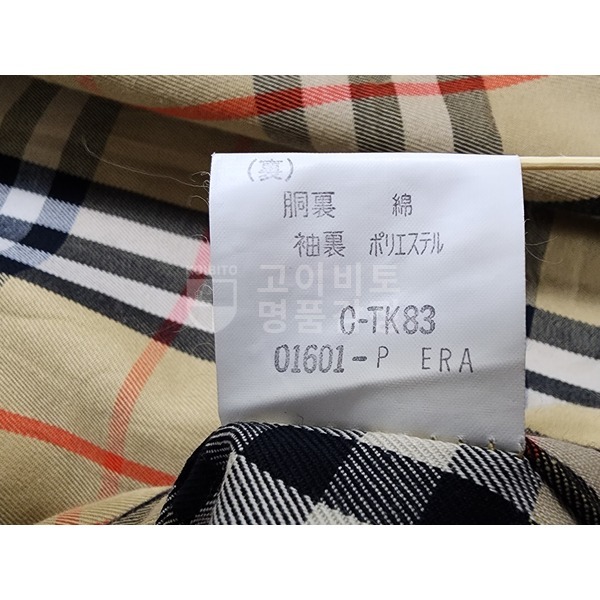 (裏)
胴裏 綿
袖裏 ポリエステル
KOIBITO 고이비토
명품
C-TK83
01601-P ERA